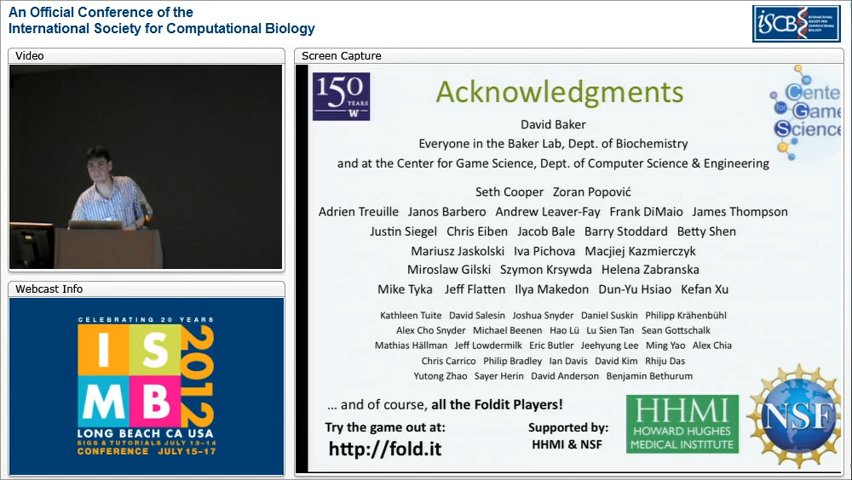 An Official Conference of the
International Society for Computational Biology
iSCB
INTERNATIONAL
SOCIETY FOR
COMPUTATIONAL
BIOLOGY
Video
Screen Capture
150
YEARS
W
Acknowledgments
Center
for Game
Science
David Baker
Everyone in the Baker Lab, Dept. of Biochemistry
and at the Center for Game Science, Dept. of Computer Science & Engineering
Seth Cooper Zoran Popović
Adrien Treuille Janos Barbero Andrew Leaver-Fay Frank DiMaio James Thompson
Justin Siegel Chris Eiben Jacob Bale Barry Stoddard Betty Shen
Mariusz Jaskolski Iva Pichova Macjiej Kazmierczyk
Miroslaw Gilski Szymon Krsywda Helena Zabranska
Mike Tyka Jeff Flatten Ilya Makedon Dun-Yu Hsiao Kefan Xu
Kathleen Tuite David Salesin Joshua Snyder Daniel Suskin Philipp Krähenbühl
Alex Cho Snyder Michael Beenen Hao Lü Lu Sien Tan Sean Gottschalk
Mathias Hällman Jeff Lowdermilk Eric Butler Jeehyung Lee Ming Yao Alex Chia
Chris Carrico Philip Bradley Ian Davis David Kim Rhiju Das
Yutong Zhao Sayer Herin David Anderson Benjamin Bethurum
... and of course, all the Foldit Players!
Try the game out at:
http://fold.it
Supported by:
HHMI & NSF
HHMI
HOWARD HUGHES
MEDICAL INSTITUTE
NSF
Webcast Info
CELEBRATING 20 YEARS
ISMB
2012
LONG BEACH CA USA
SIGS & TUTORIALS JULY 13-14
CONFERENCE JULY 15-17